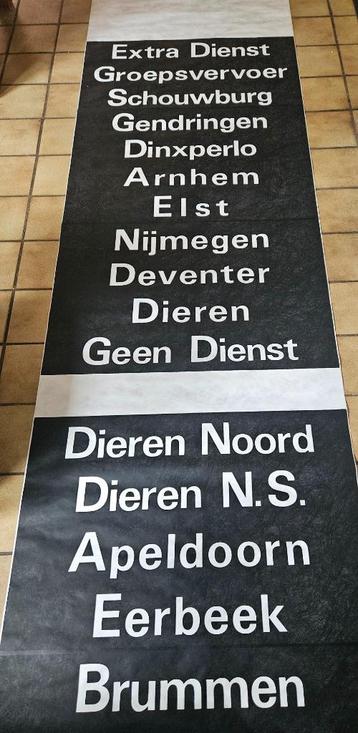 Extra Dienst
Groepsvervoer
Schouwburg
Gendringen
Dinxperlo
Arnhem
Elst
Nijmegen
Deventer
Dieren
Geen Dienst
Dieren Noord
Dieren N.S.
Apeldoorn
Eerbeek
Brummen